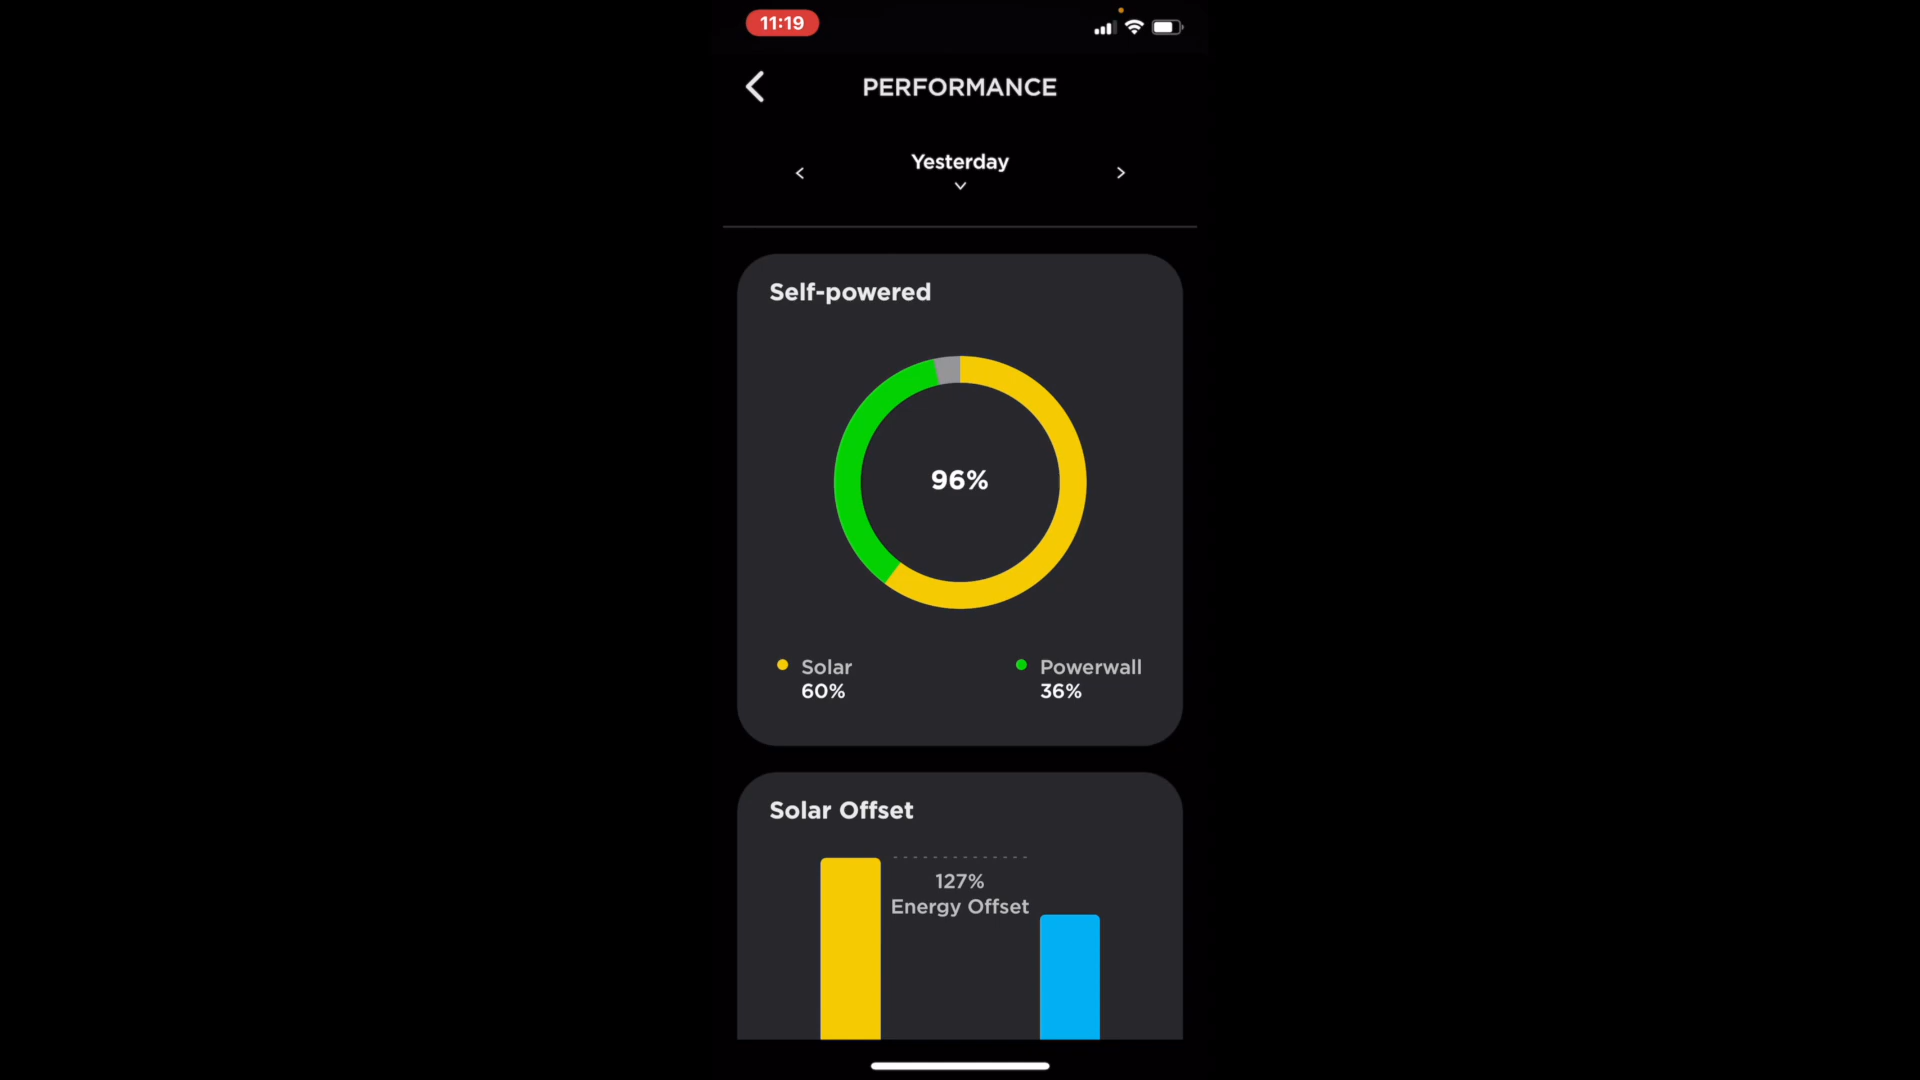 11:19
PERFORMANCE
Yesterday
Self-powered
96%
Solar
60%
Powerwall
36%
Solar Offset
127%
Energy Offset